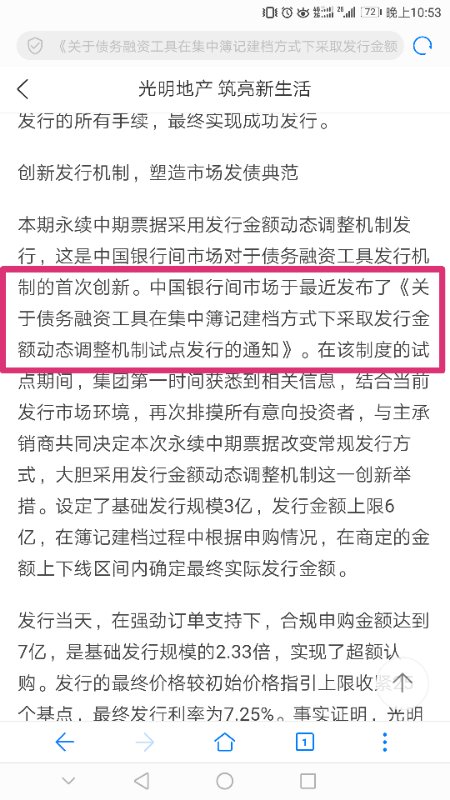 72 晚上10:53
《关于债务融资工具在集中簿记建档方式下采取发行金额
光明地产 筑亮新生活
发行的所有手续，最终实现成功发行。
创新发行机制，塑造市场发债典范
本期永续中期票据采用发行金额动态调整机制发
行，这是中国银行间市场对于债务融资工具发行机
制的首次创新。中国银行间市场于最近发布了《关
于债务融资工具在集中簿记建档方式下采取发行金
额动态调整机制试点发行的通知》。在该制度的试
点期间，集团第一时间获悉到相关信息，结合当前
发行市场环境，再次排摸所有意向投资者，与主承
销商共同决定本次永续中期票据改变常规发行方
式，大胆采用发行金额动态调整机制这一创新举
措。设定了基础发行规模3亿，发行金额上限6
亿，在簿记建档过程中根据申购情况，在商定的金
额上下线区间内确定最终实际发行金额。
发行当天，在强劲订单支持下，合规申购金额达到
7亿，是基础发行规模的2.33倍，实现了超额认
购。发行的最终价格较初始价格指引上限收紧
个基点，最终发行利率为7.25%。事实证明，光明
1